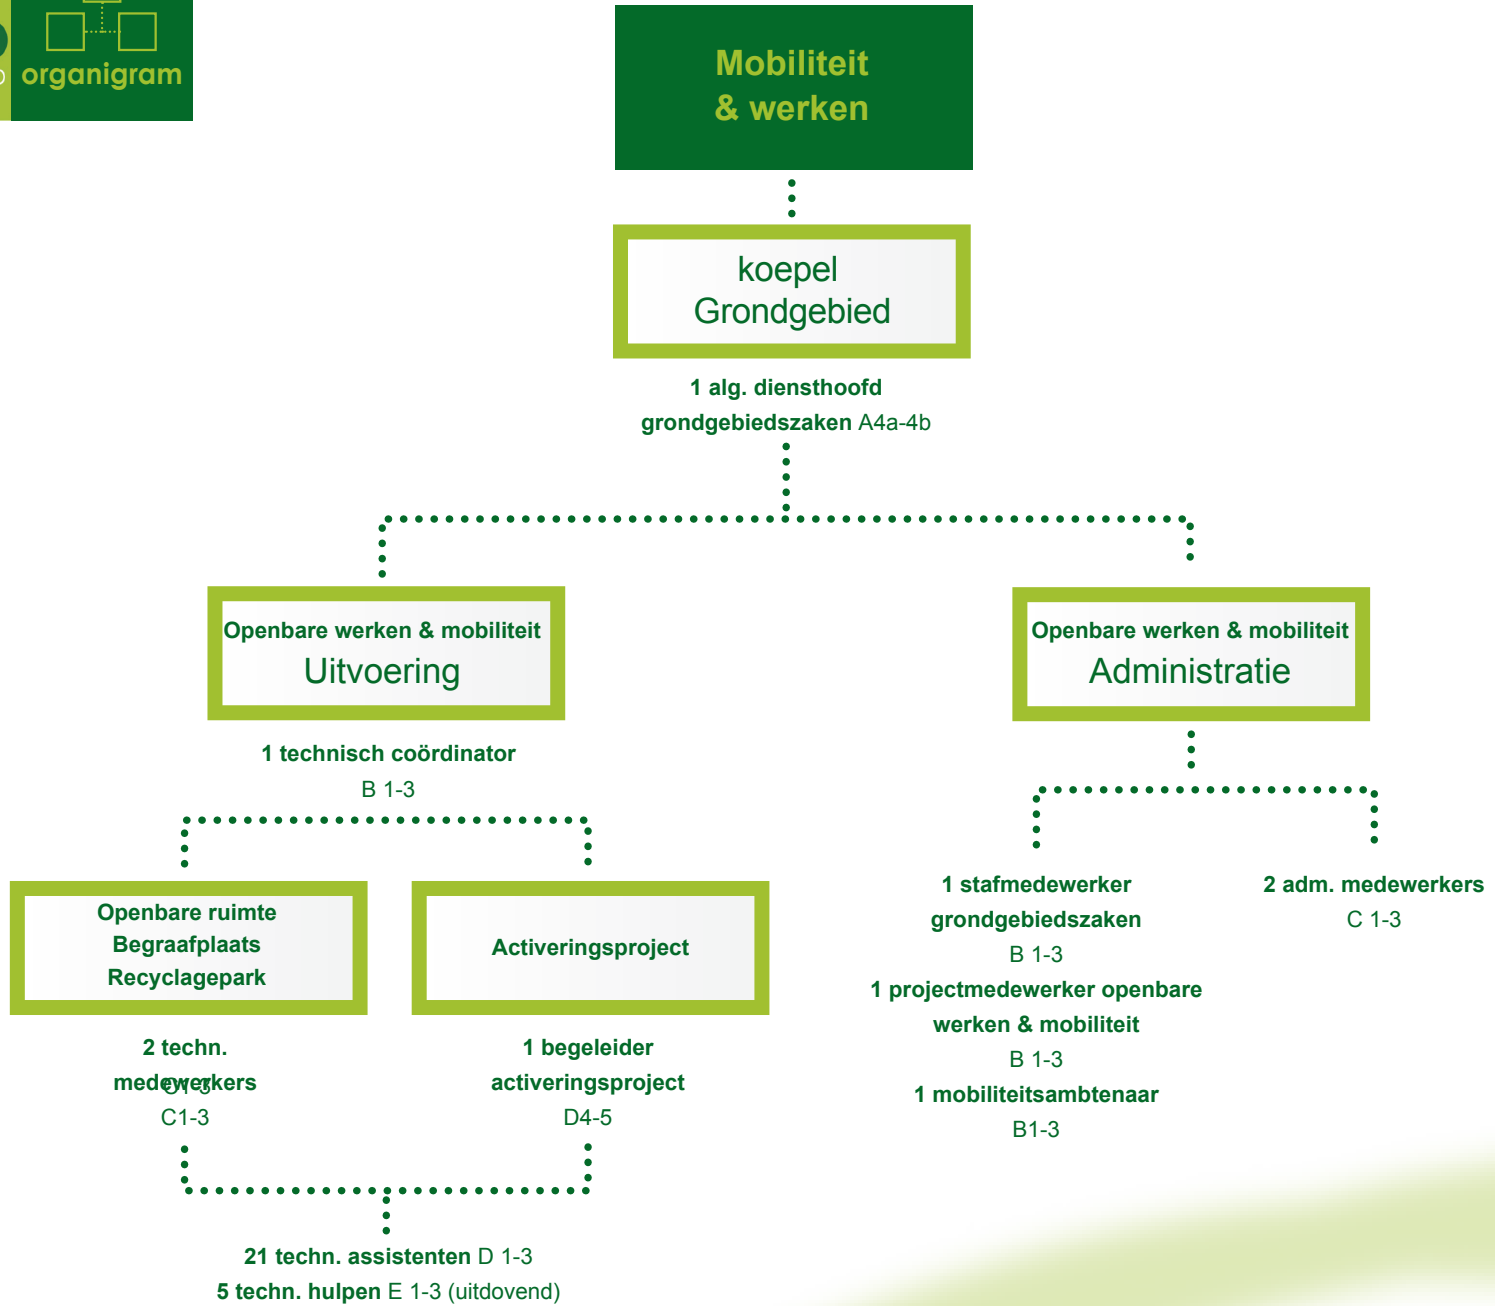 organigram
Mobiliteit
& werken
koepel
Grondgebied
1 alg. diensthoofd
grondgebiedszaken A4a-4b
Openbare werken & mobiliteit
Uitvoering
1 technisch coördinator
B 1-3
Openbare ruimte
Begraafplaats
Recyclagepark
2 techn.
medewerkers
C1-3
C1-3
Activeringsproject
1 begeleider
activeringsproject
D4-5
21 techn. assistenten D 1-3
5 techn. hulpen E 1-3 (uitdovend)
Openbare werken & mobiliteit
Administratie
1 stafmedewerker
grondgebiedszaken
B 1-3
1 projectmedewerker openbare
werken & mobiliteit
B 1-3
1 mobiliteitsambtenaar
B1-3
2 adm. medewerkers
C 1-3